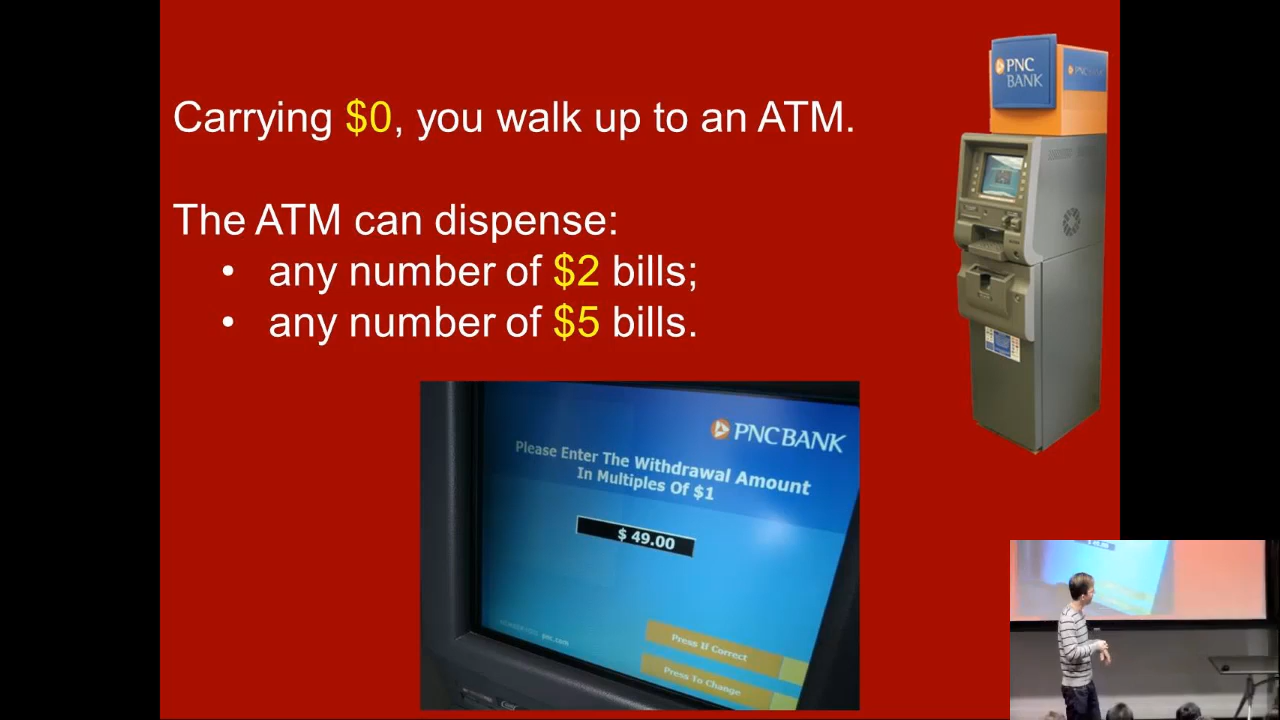 Carrying $0, you walk up to an ATM.
The ATM can dispense:
• any number of $2 bills;
• any number of $5 bills.
PNC
BANK
PNC BANK
Please Enter The Withdrawal Amount
In Multiples Of $1
$ 49.00
pnc.com
Press If Correct
Press To Change